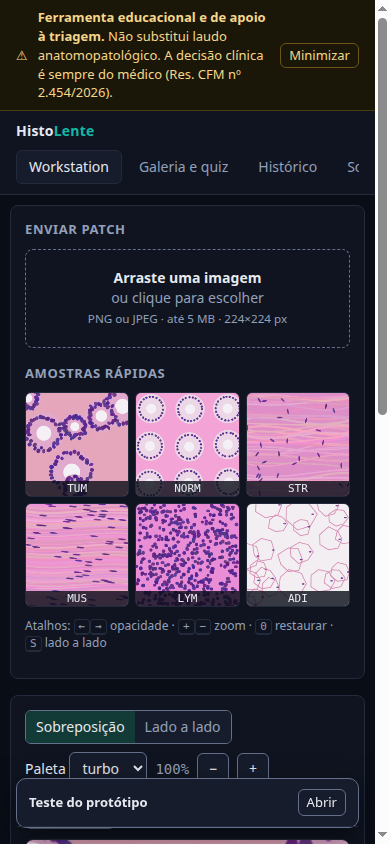 ⚠ Ferramenta educacional e de apoio
à triagem. Não substitui laudo
anatomopatológico. A decisão clínica
é sempre do médico (Res. CFM nº
2.454/2026).
Minimizar
HistoLente
Workstation Galeria e quiz Histórico
ENVIAR PATCH
Arraste uma imagem
ou clique para escolher
PNG ou JPEG · até 5 MB · 224×224 px
AMOSTRAS RÁPIDAS
TUM NORM STR
MUS LYM ADI
Atalhos: ← → opacidade · + − zoom · 0 restaurar ·
S lado a lado
Sobreposição Lado a lado
Paleta turbo 100% − +
Teste do protótipo Abrir